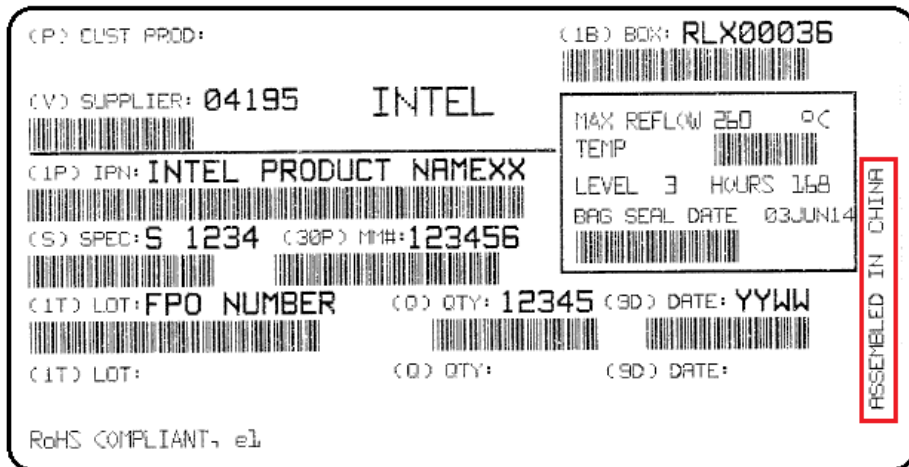 (P) CUST PROD:
(1B) BOX: RLX00036
(V) SUPPLIER: 04195 INTEL
MAX REFLOW 260 ºC
TEMP
LEVEL 3 HOURS 168
BAG SEAL DATE 03JUN14
(1P) IPN: INTEL PRODUCT NAMEXX
(S) SPEC: S 1234 (30P) MM#: 123456
(1T) LOT: FPO NUMBER (Q) QTY: 12345 (9D) DATE: YYWW
(1T) LOT: (Q) QTY: (9D) DATE:
RoHS COMPLIANT, e1
ASSEMBLED IN CHINA